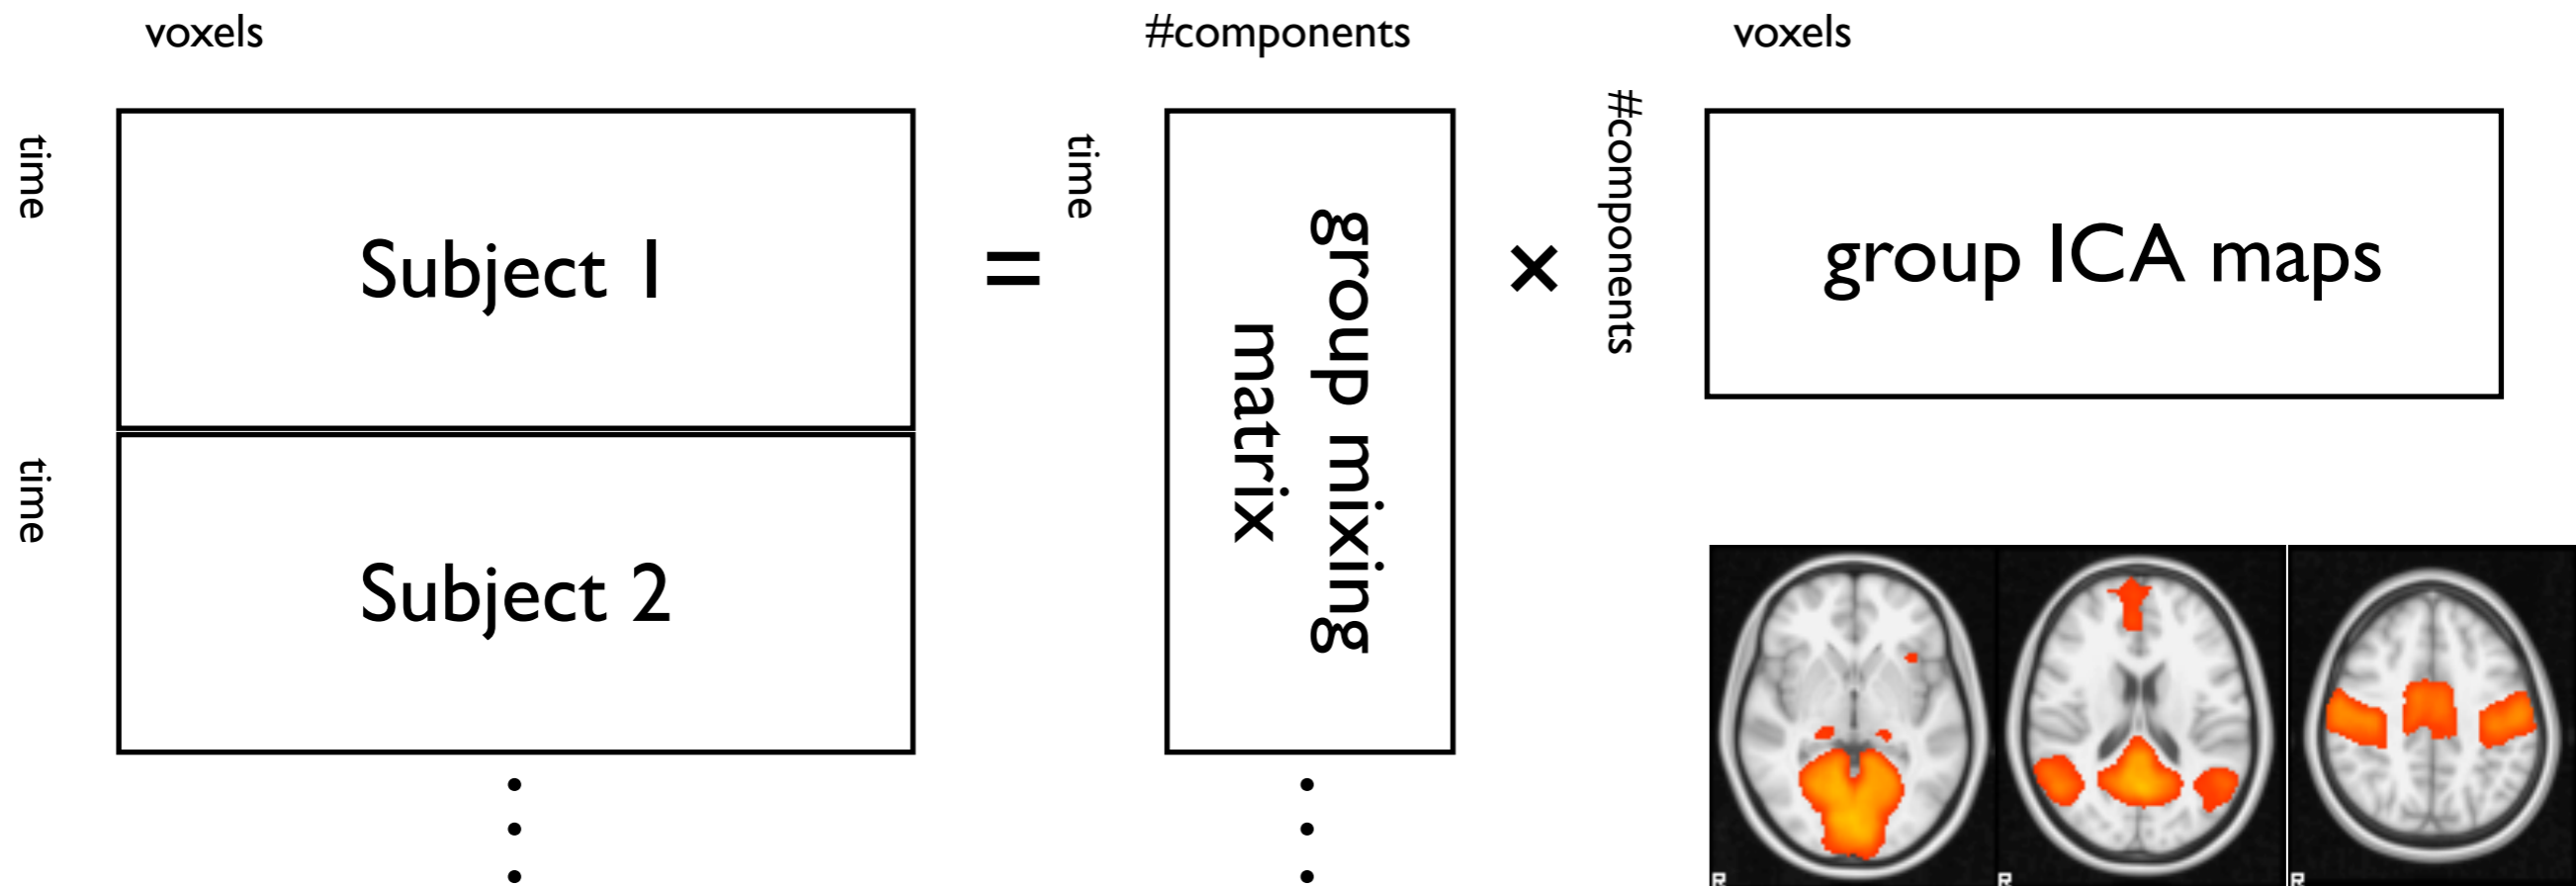 voxels
#components
voxels
time
Subject 1
=
time
group mixing
matrix
×
#components
group ICA maps
time
Subject 2
R
R
R